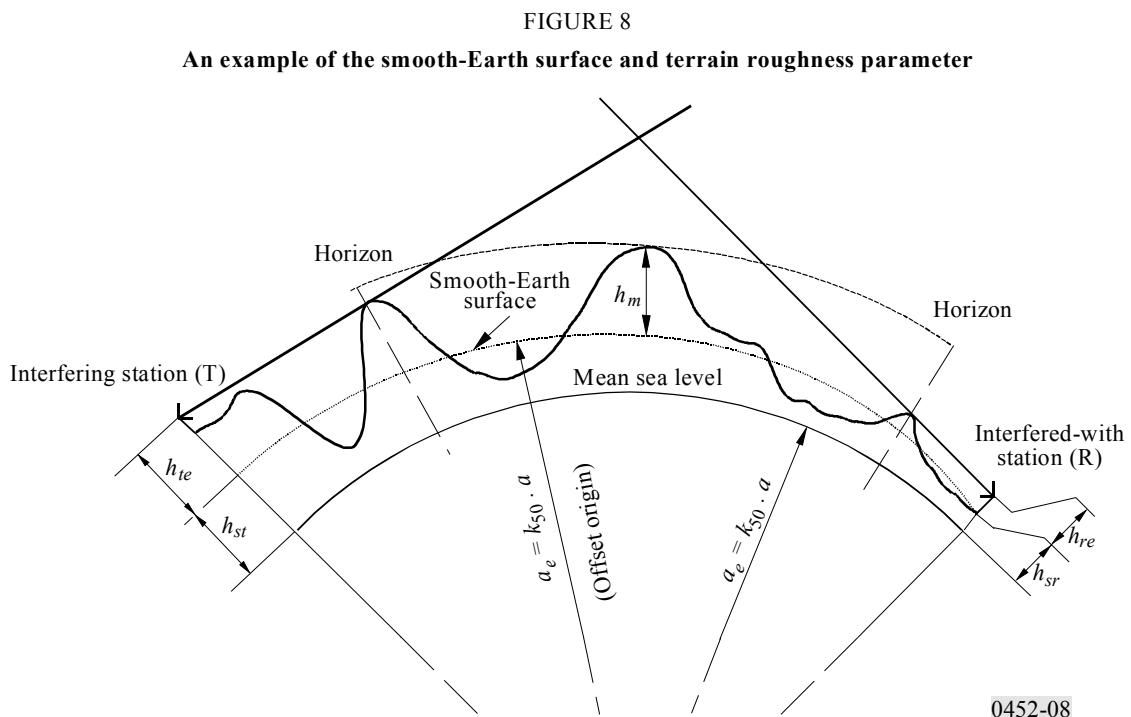 FIGURE 8
An example of the smooth-Earth surface and terrain roughness parameter
Horizon
Smooth-Earth
surface
h_m
Horizon
Interfering station (T)
Mean sea level
Interfered-with
station (R)
h_te
h_st
a_e = k_50 · a
(Offset origin)
a_e = k_50 · a
h_re
h_sr
0452-08